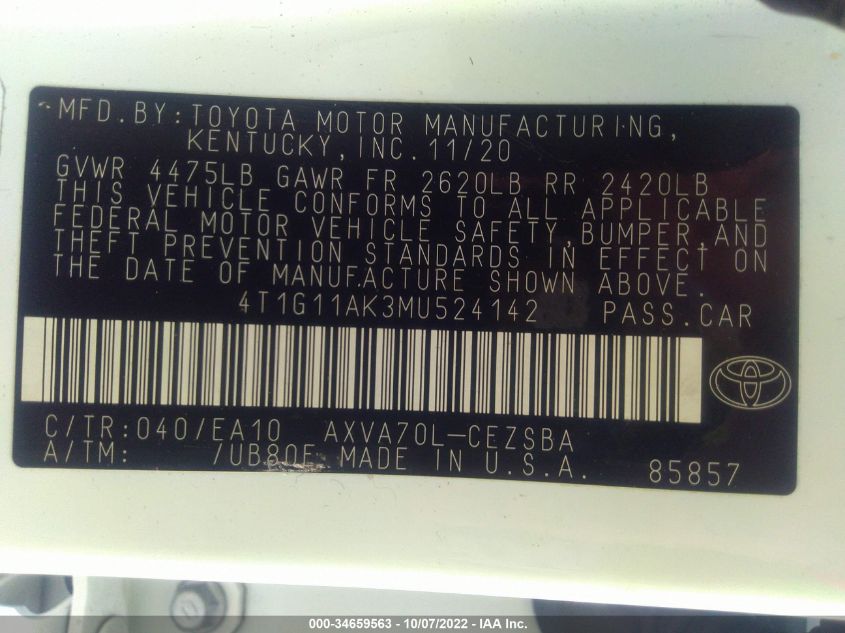 MFD. BY: TOYOTA MOTOR MANUFACTURING,
KENTUCKY, INC. 11/20
GVWR 4475LB GAWR FR 2620LB RR 2420LB
THIS VEHICLE CONFORMS TO ALL APPLICABLE
FEDERAL MOTOR VEHICLE SAFETY, BUMPER, AND
THEFT PREVENTION STANDARDS IN EFFECT ON
THE DATE OF MANUFACTURE SHOWN ABOVE.
4T1G11AK3MU524142 PASS. CAR
C/TR: 040/EA10 AXVA70L-CEZSBA
A/TM: /UB80F MADE IN U.S.A. 85857
000-34659563 - 10/07/2022 - IAA Inc.